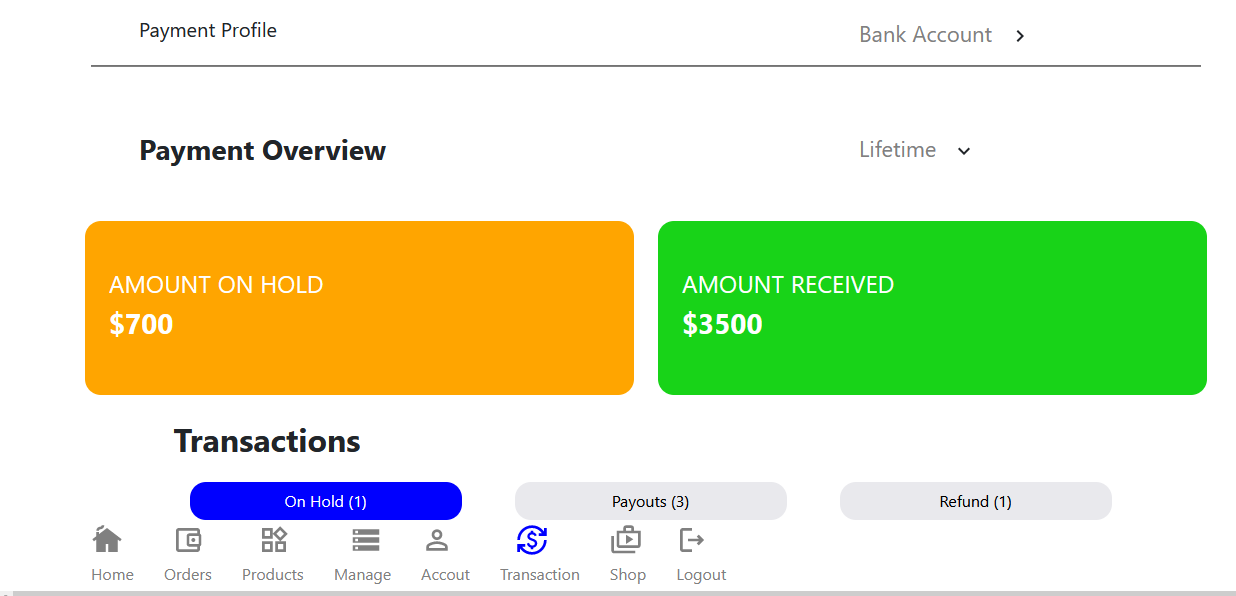 Payment Profile
Bank Account
Payment Overview
Lifetime
AMOUNT ON HOLD
$700
AMOUNT RECEIVED
$3500
Transactions
On Hold (1)
Payouts (3)
Refund (1)
Home
Orders
Products
Manage
Accout
Transaction
Shop
Logout